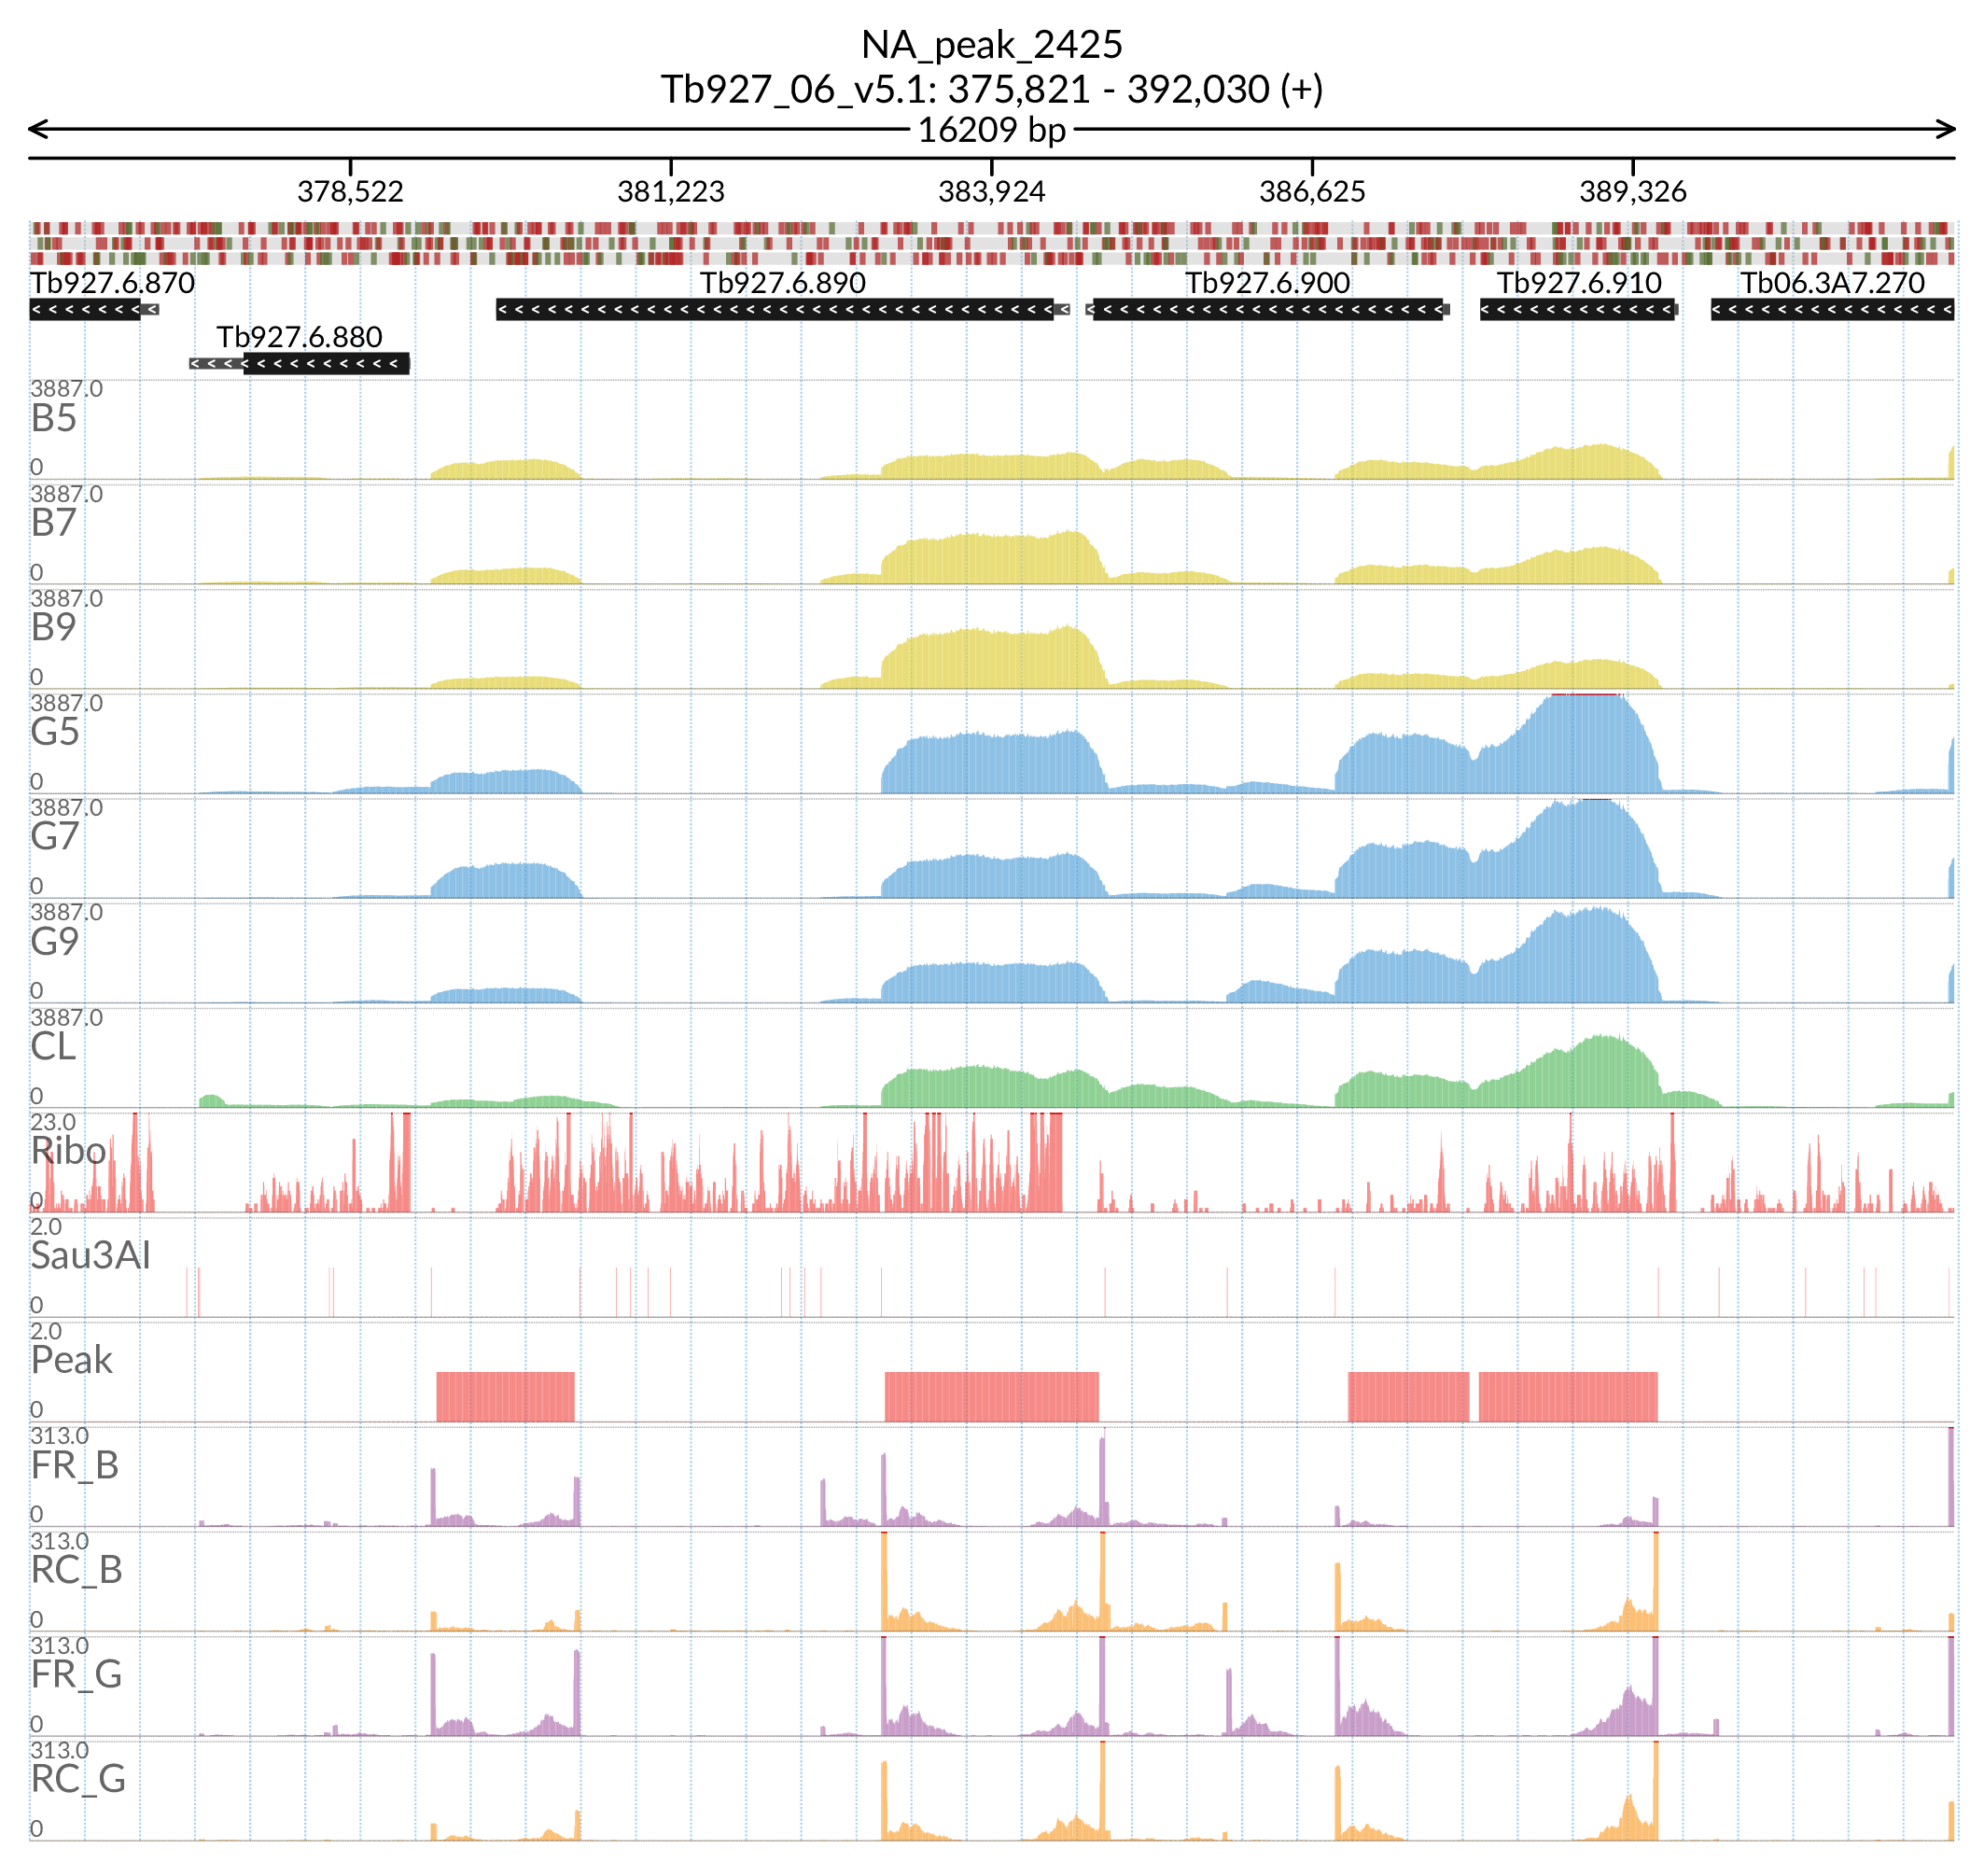 NA_peak_2425
Tb927_06_v5.1: 375,821 - 392,030 (+)
16209 bp
378,522 381,223 383,924 386,625 389,326
Tb927.6.870 Tb927.6.890 Tb927.6.900 Tb927.6.910 Tb06.3A7.270
Tb927.6.880
3887.0
B5
0
3887.0
B7
0
3887.0
B9
0
3887.0
G5
0
3887.0
G7
0
3887.0
G9
0
3887.0
CL
0
23.0
Ribo
0
2.0
Sau3AI
0
2.0
Peak
0
313.0
FR_B
0
313.0
RC_B
0
313.0
FR_G
0
313.0
RC_G
0